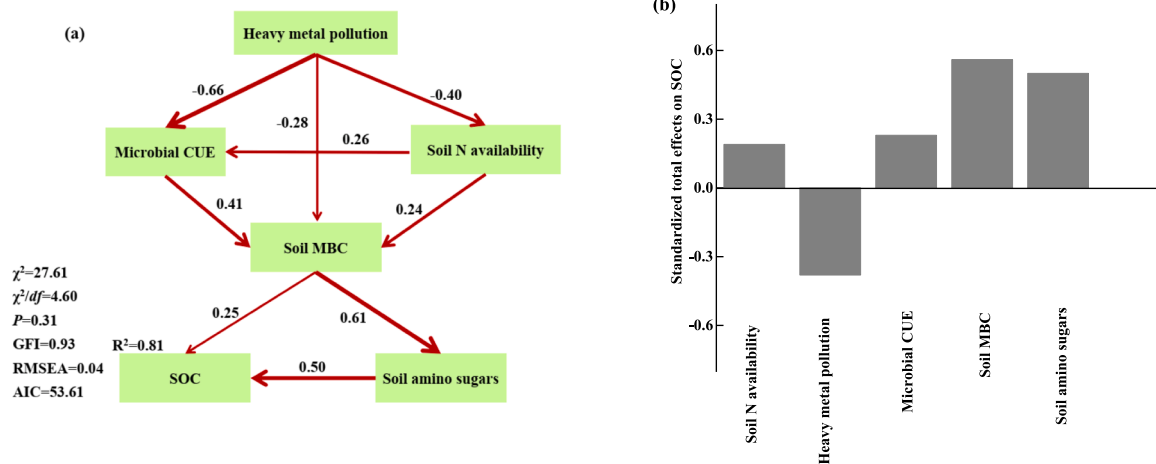 (a)
Heavy metal pollution
-0.66
-0.40
-0.28
0.26
Microbial CUE
Soil N availability
0.41
0.24
Soil MBC
χ²=27.61
χ²/df=4.60
P=0.31
GFI=0.93
RMSEA=0.04
AIC=53.61
0.25
0.61
R²=0.81
0.50
SOC
Soil amino sugars
(b)
Standardized total effects on SOC
0.6
0.3
0.0
-0.3
-0.6
Soil N availability
Heavy metal pollution
Microbial CUE
Soil MBC
Soil amino sugars